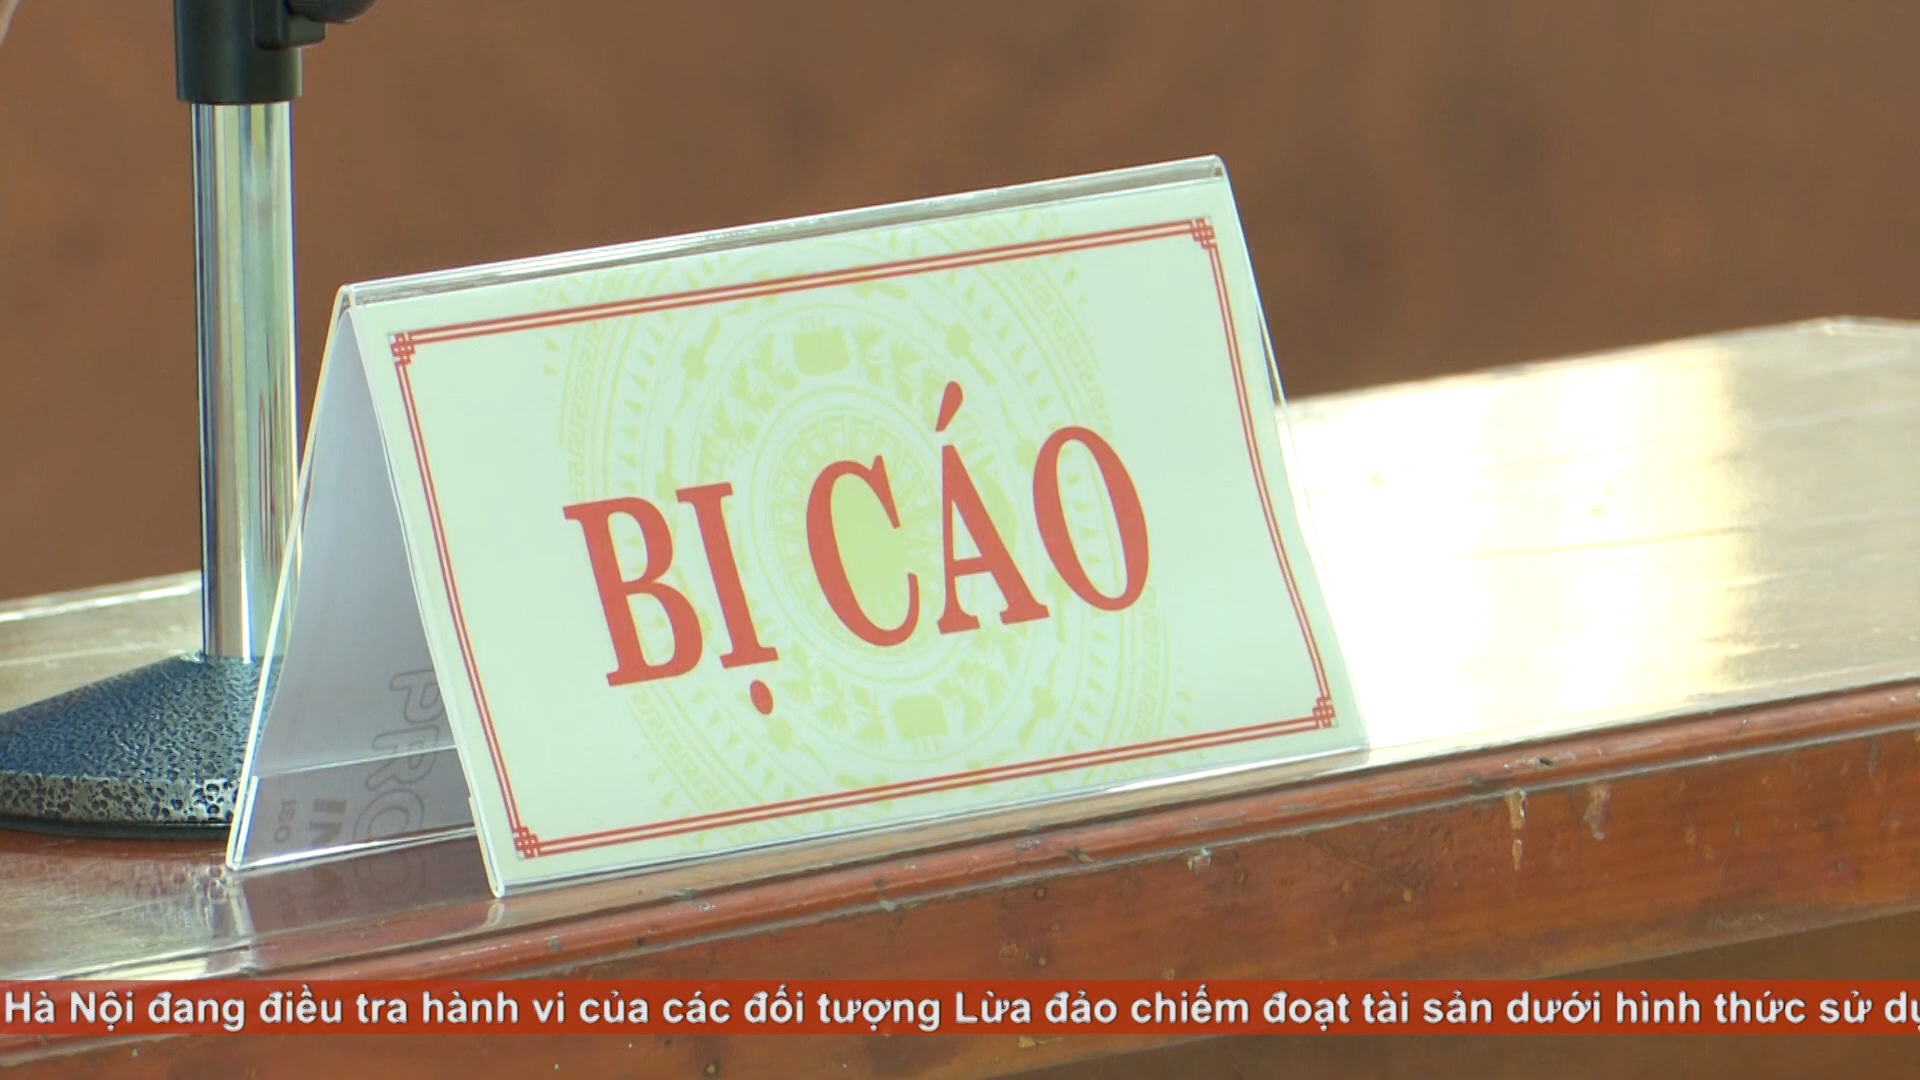 BỊ CÁO
Hà Nội đang điều tra hành vi của các đối tượng Lừa đảo chiếm đoạt tài sản dưới hình thức sử